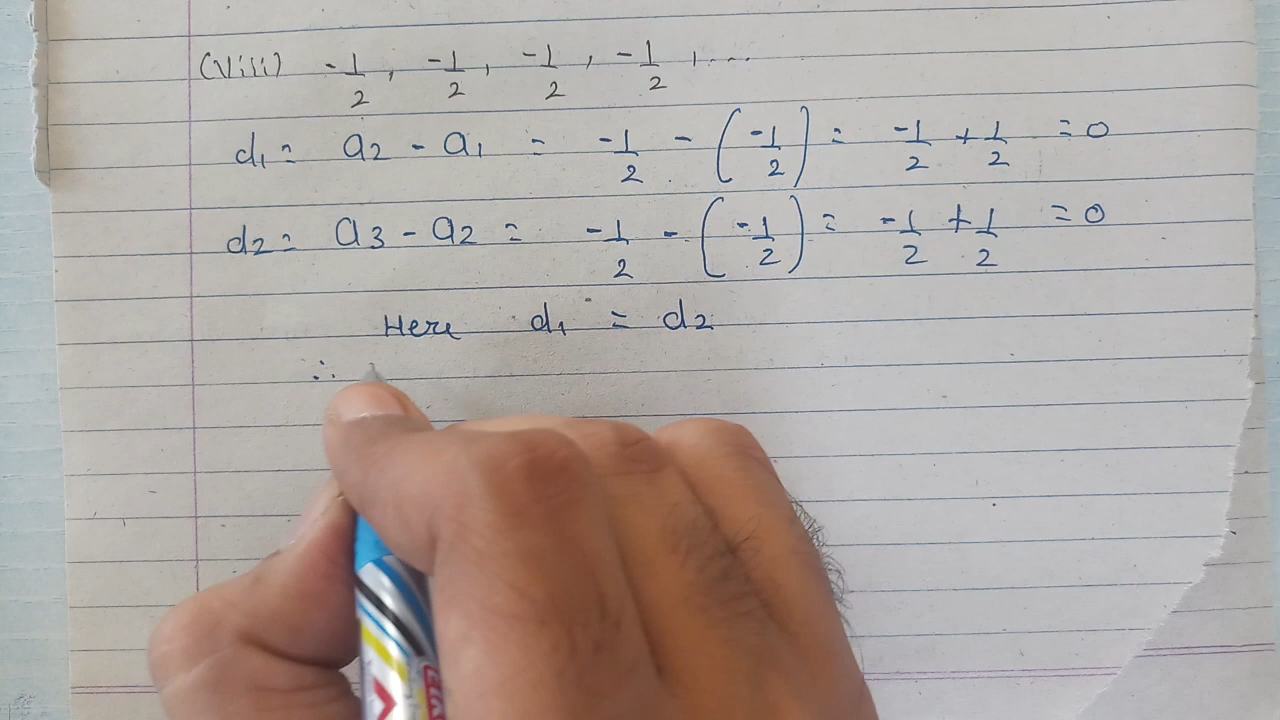 (viii) -1/2, -1/2, -1/2, -1/2, ...
d1 = a2 - a1 = -1/2 - (-1/2) = -1/2 + 1/2 = 0
d2 = a3 - a2 = -1/2 - (-1/2) = -1/2 + 1/2 = 0
Here d1 = d2
∴